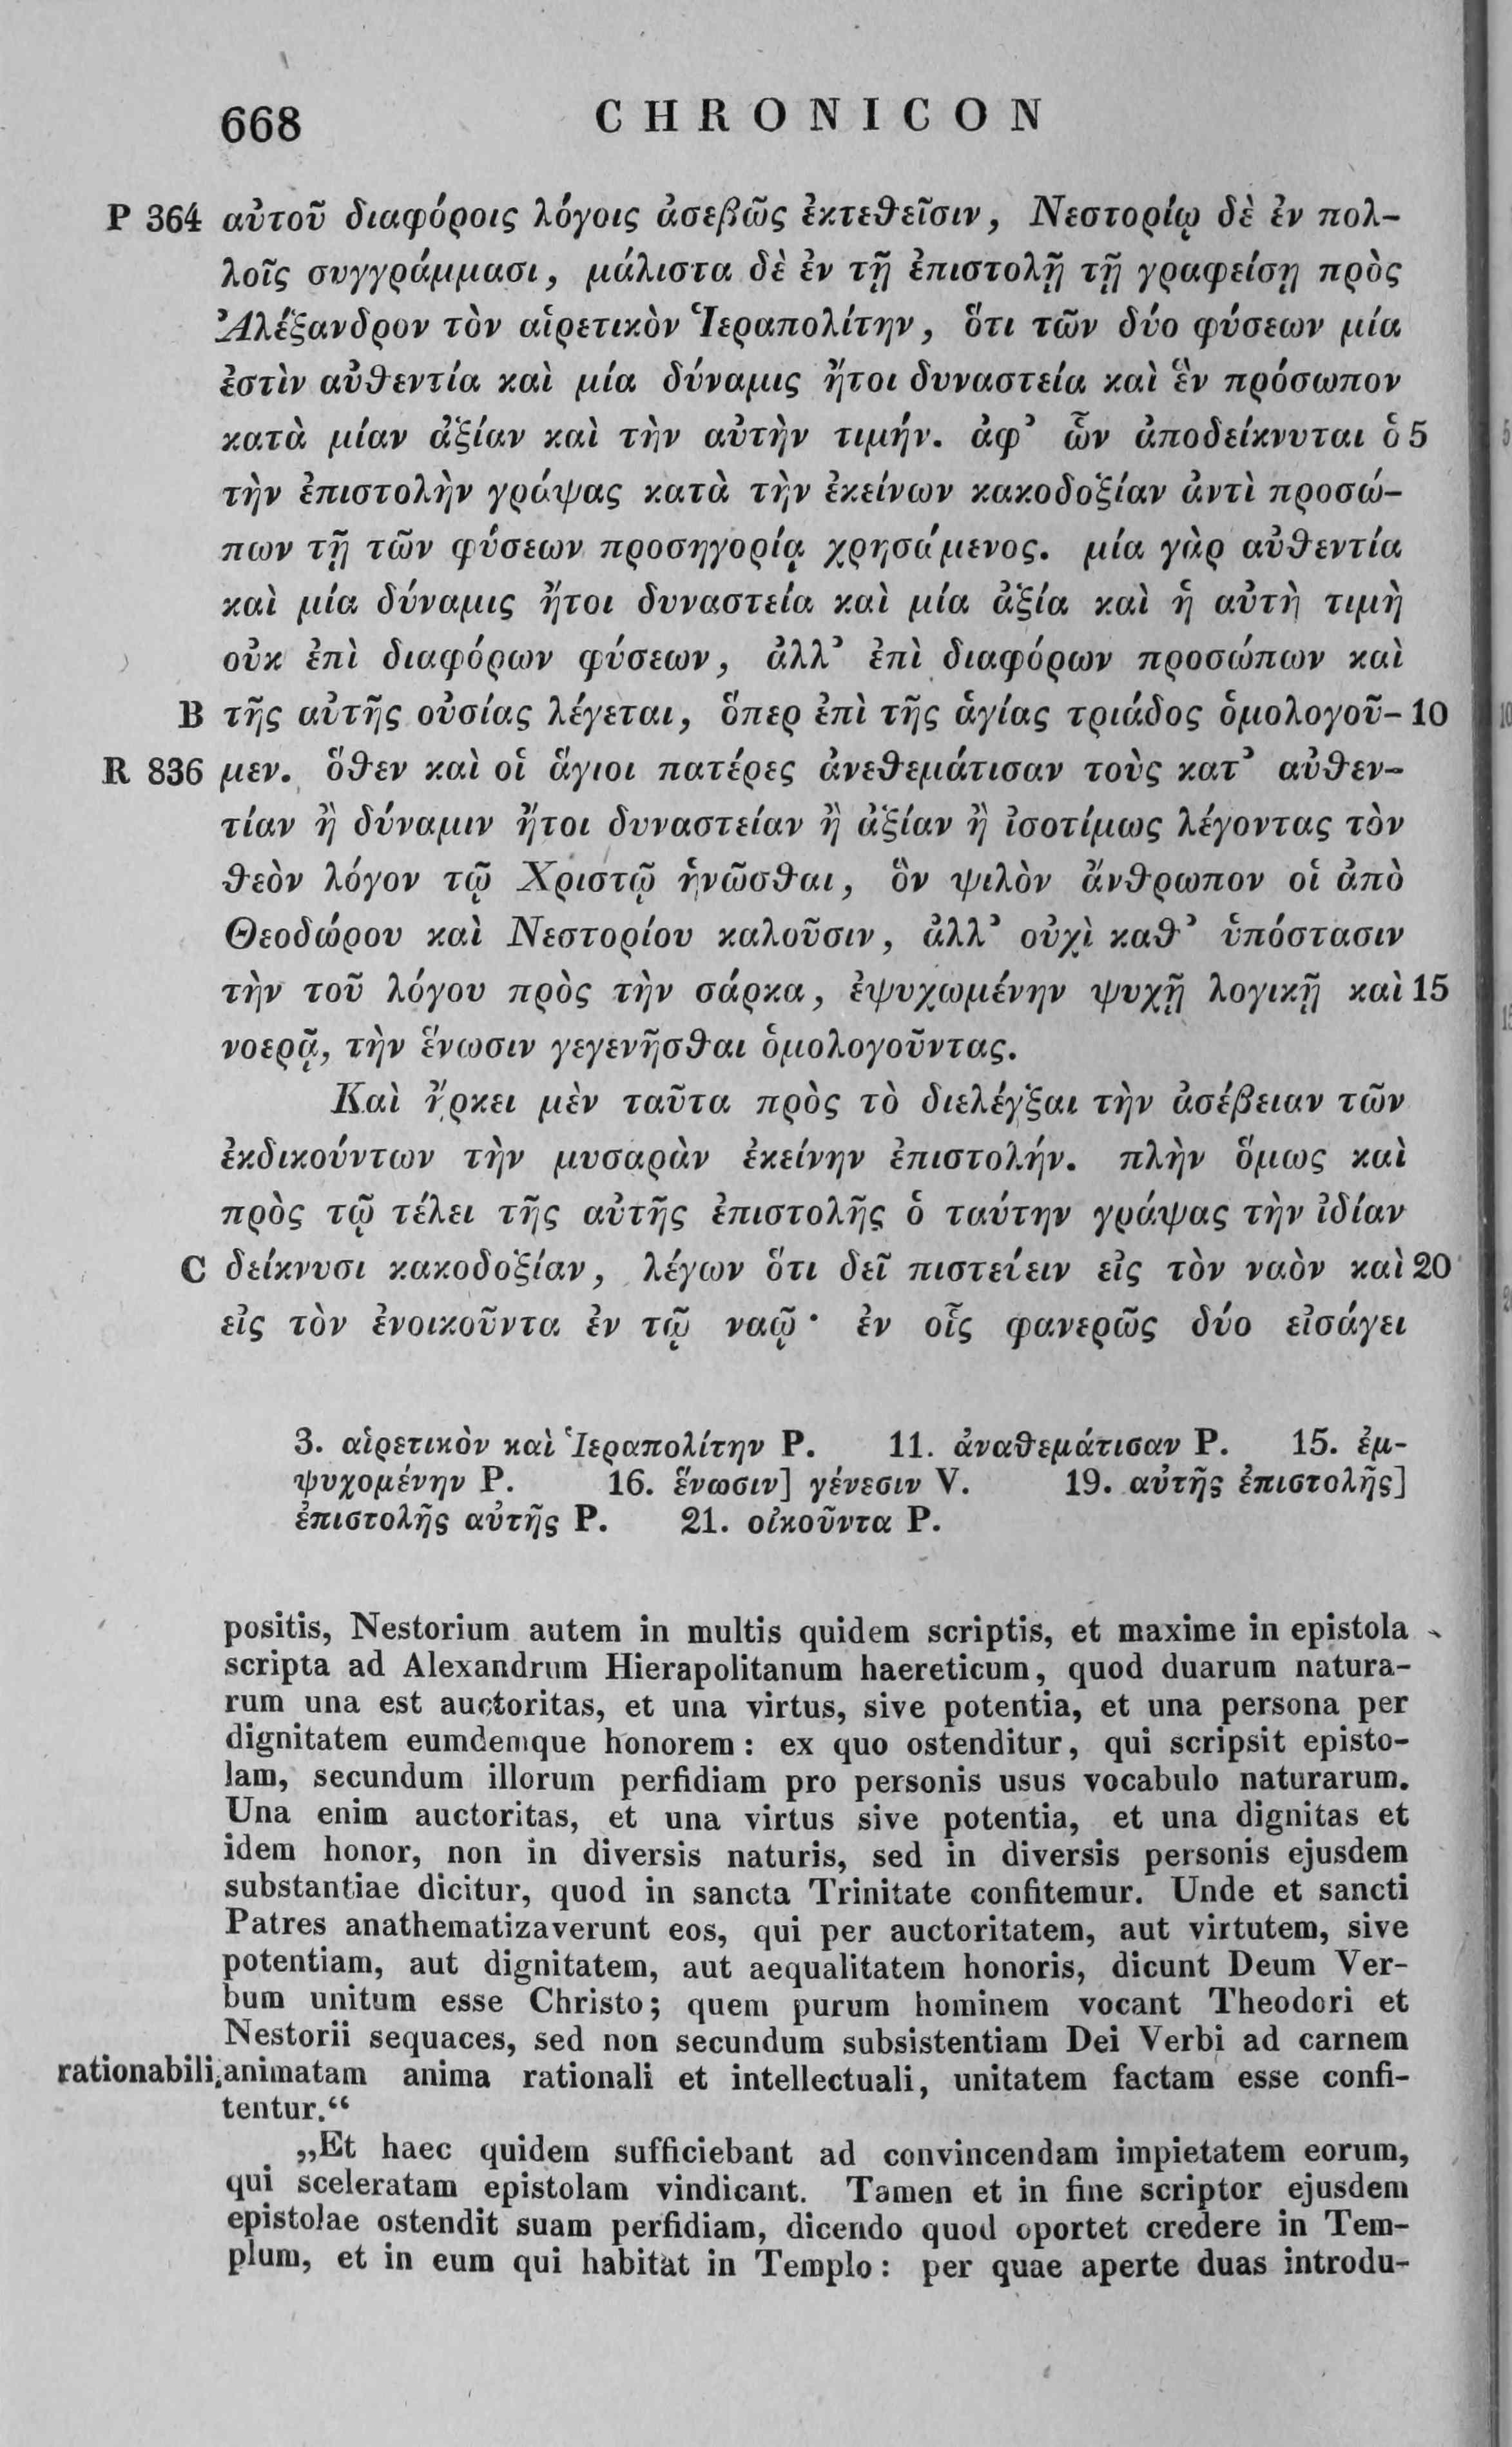 668 CHRONICON
P 364 αὐτοῦ διαφόροις λόγοις ἀσεβῶς ἐκτεθεῖσιν, Νεστορίῳ δὲ ἐν πολ-
λοῖς συγγράμμασι, μάλιστα δὲ ἐν τῇ ἐπιστολῇ τῇ γραφείσῃ πρὸς
Ἀλέξανδρον τὸν αἱρετικὸν Ἱεραπολίτην, ὅτι τῶν δύο φύσεων μία
ἐστὶν αὐθεντία καὶ μία δύναμις ἤτοι δυναστεία καὶ ἓν πρόσωπον
κατὰ μίαν ἀξίαν καὶ τὴν αὐτὴν τιμήν. ἀφ᾽ ὧν ἀποδείκνυται ὁ 5
τὴν ἐπιστολὴν γράψας κατὰ τὴν ἐκείνων κακοδοξίαν ἀντὶ προσώ-
πων τῇ τῶν φύσεων προσηγορίᾳ χρησάμενος. μία γὰρ αὐθεντία
καὶ μία δύναμις ἤτοι δυναστεία καὶ μία ἀξία καὶ ἡ αὐτὴ τιμὴ
οὐκ ἐπὶ διαφόρων φύσεων, ἀλλ᾽ ἐπὶ διαφόρων προσώπων καὶ
B τῆς αὐτῆς οὐσίας λέγεται, ὅπερ ἐπὶ τῆς ἁγίας τριάδος ὁμολογοῦ- 10
R 836 μεν. ὅθεν καὶ οἱ ἅγιοι πατέρες ἀνεθεμάτισαν τοὺς κατ᾽ αὐθεν-
τίαν ἢ δύναμιν ἤτοι δυναστείαν ἢ ἀξίαν ἢ ἰσοτίμως λέγοντας τὸν
θεὸν λόγον τῷ Χριστῷ ἡνῶσθαι, ὃν ψιλὸν ἄνθρωπον οἱ ἀπὸ
Θεοδώρου καὶ Νεστορίου καλοῦσιν, ἀλλ᾽ οὐχὶ καθ᾽ ὑπόστασιν
τὴν τοῦ λόγου πρὸς τὴν σάρκα, ἐψυχωμένην ψυχῇ λογικῇ καὶ 15
νοερᾷ, τὴν ἕνωσιν γεγενῆσθαι ὁμολογοῦντας.
Καὶ ἤρκει μὲν ταῦτα πρὸς τὸ διελέγξαι τὴν ἀσέβειαν τῶν
ἐκδικούντων τὴν μυσαρὰν ἐκείνην ἐπιστολήν. πλὴν ὅμως καὶ
πρὸς τῷ τέλει τῆς αὐτῆς ἐπιστολῆς ὁ ταύτην γράψας τὴν ἰδίαν
C δείκνυσι κακοδοξίαν, λέγων ὅτι δεῖ πιστεύειν εἰς τὸν ναὸν καὶ 20
εἰς τὸν ἐνοικοῦντα ἐν τῷ ναῷ· ἐν οἷς φανερῶς δύο εἰσάγει
3. αἱρετικὸν καὶ Ἱεραπολίτην P. 11. ἀναθεμάτισαν P. 15. ἐμ-
ψυχομένην P. 16. ἕνωσιν] γένεσιν V. 19. αὐτῆς ἐπιστολῆς]
ἐπιστολῆς αὐτῆς P. 21. οἰκοῦντα P.
positis, Nestorium autem in multis quidem scriptis, et maxime in epistola
scripta ad Alexandrum Hierapolitanum haereticum, quod duarum natura-
rum una est auctoritas, et una virtus, sive potentia, et una persona per
dignitatem eumdemque honorem: ex quo ostenditur, qui scripsit episto-
lam, secundum illorum perfidiam pro personis usus vocabulo naturarum.
Una enim auctoritas, et una virtus sive potentia, et una dignitas et
idem honor, non in diversis naturis, sed in diversis personis ejusdem
substantiae dicitur, quod in sancta Trinitate confitemur. Unde et sancti
Patres anathematizaverunt eos, qui per auctoritatem, aut virtutem, sive
potentiam, aut dignitatem, aut aequalitatem honoris, dicunt Deum Ver-
bum unitum esse Christo; quem purum hominem vocant Theodori et
Nestorii sequaces, sed non secundum subsistentiam Dei Verbi ad carnem
rationabili animatam anima rationali et intellectuali, unitatem factam esse confi-
tentur.“
„Et haec quidem sufficiebant ad convincendam impietatem eorum,
qui sceleratam epistolam vindicant. Tamen et in fine scriptor ejusdem
epistolae ostendit suam perfidiam, dicendo quod oportet credere in Tem-
plum, et in eum qui habitat in Templo: per quae aperte duas introdu-